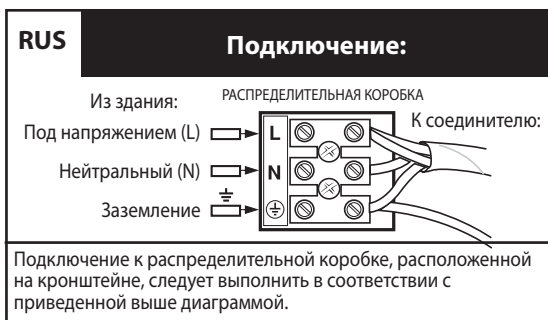 RUS
Подключение:
Из здания:
РАСПРЕДЕЛИТЕЛЬНАЯ КОРОБКА
К соединителю:
Под напряжением (L)
L
Нейтральный (N)
N
Заземление
Подключение к распределительной коробке, расположенной
на кронштейне, следует выполнить в соответствии с
приведенной выше диаграммой.